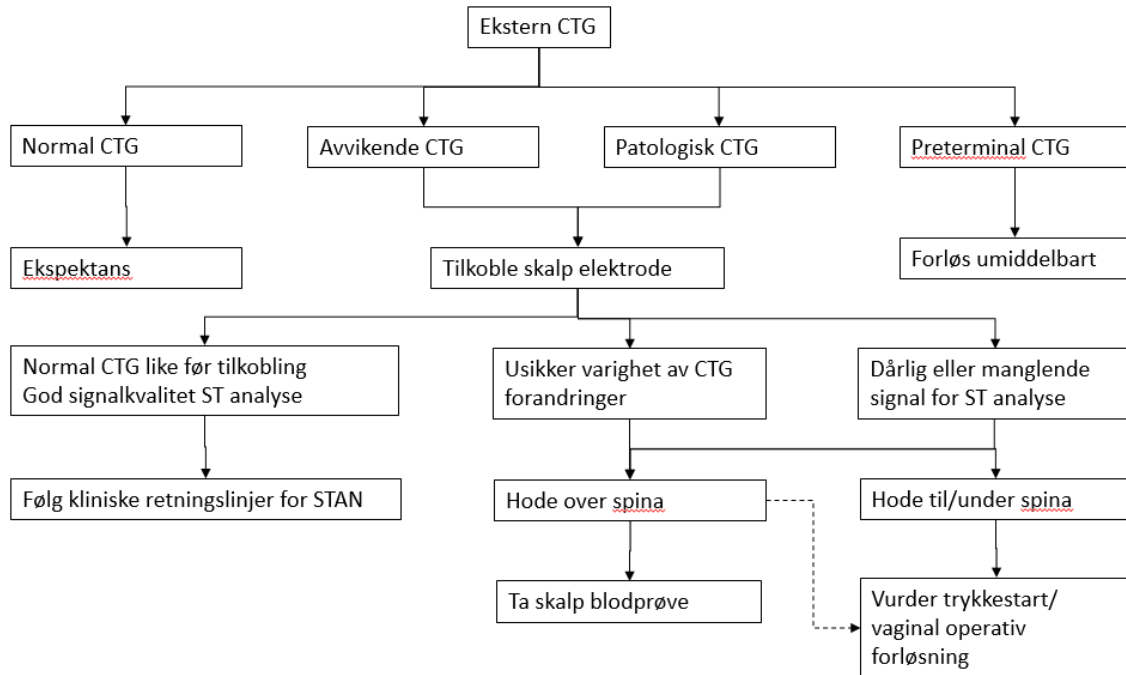 Ekstern CTG
Normal CTG
Avvikende CTG
Patologisk CTG
Preterminal CTG
Ekspektans
Tilkoble skalp elektrode
Forløs umiddelbart
Normal CTG like før tilkobling
God signalkvalitet ST analyse
Usikker varighet av CTG
forandringer
Dårlig eller manglende
signal for ST analyse
Følg kliniske retningslinjer for STAN
Hode over spina
Hode til/under spina
Ta skalp blodprøve
Vurder trykkestart/
vaginal operativ
forløsning